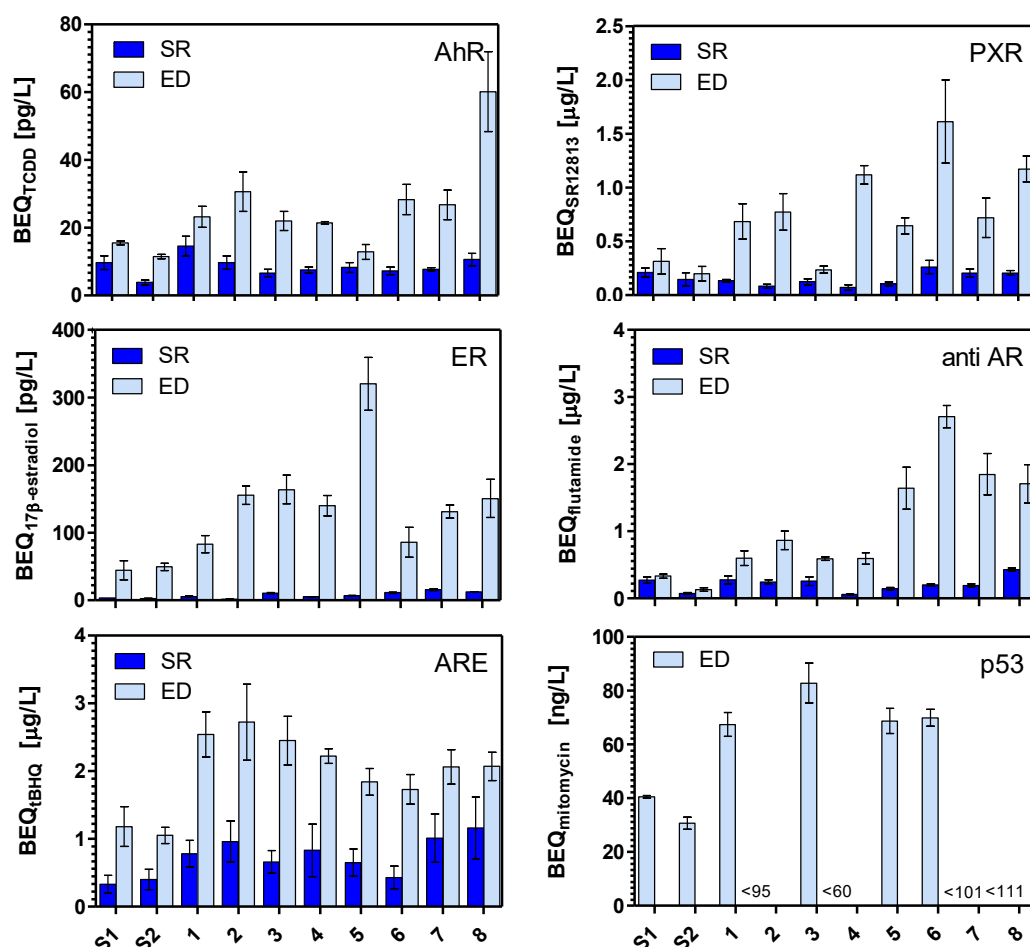 AhR
SR
ED
BEQTCDD [pg/L]
80
60
40
20
0
PXR
SR
ED
BEQSR12813 [µg/L]
2.5
2.0
1.5
1.0
0.5
0.0
ER
SR
ED
BEQ17β-estradiol [pg/L]
400
300
200
100
0
anti AR
SR
ED
BEQflutamide [µg/L]
4
3
2
1
0
ARE
SR
ED
BEQtBHQ [µg/L]
4
3
2
1
0
S1 S2 1 2 3 4 5 6 7 8
p53
ED
BEQmitomycin [ng/L]
100
80
60
40
20
0
<95 <60 <101 <111
S1 S2 1 2 3 4 5 6 7 8